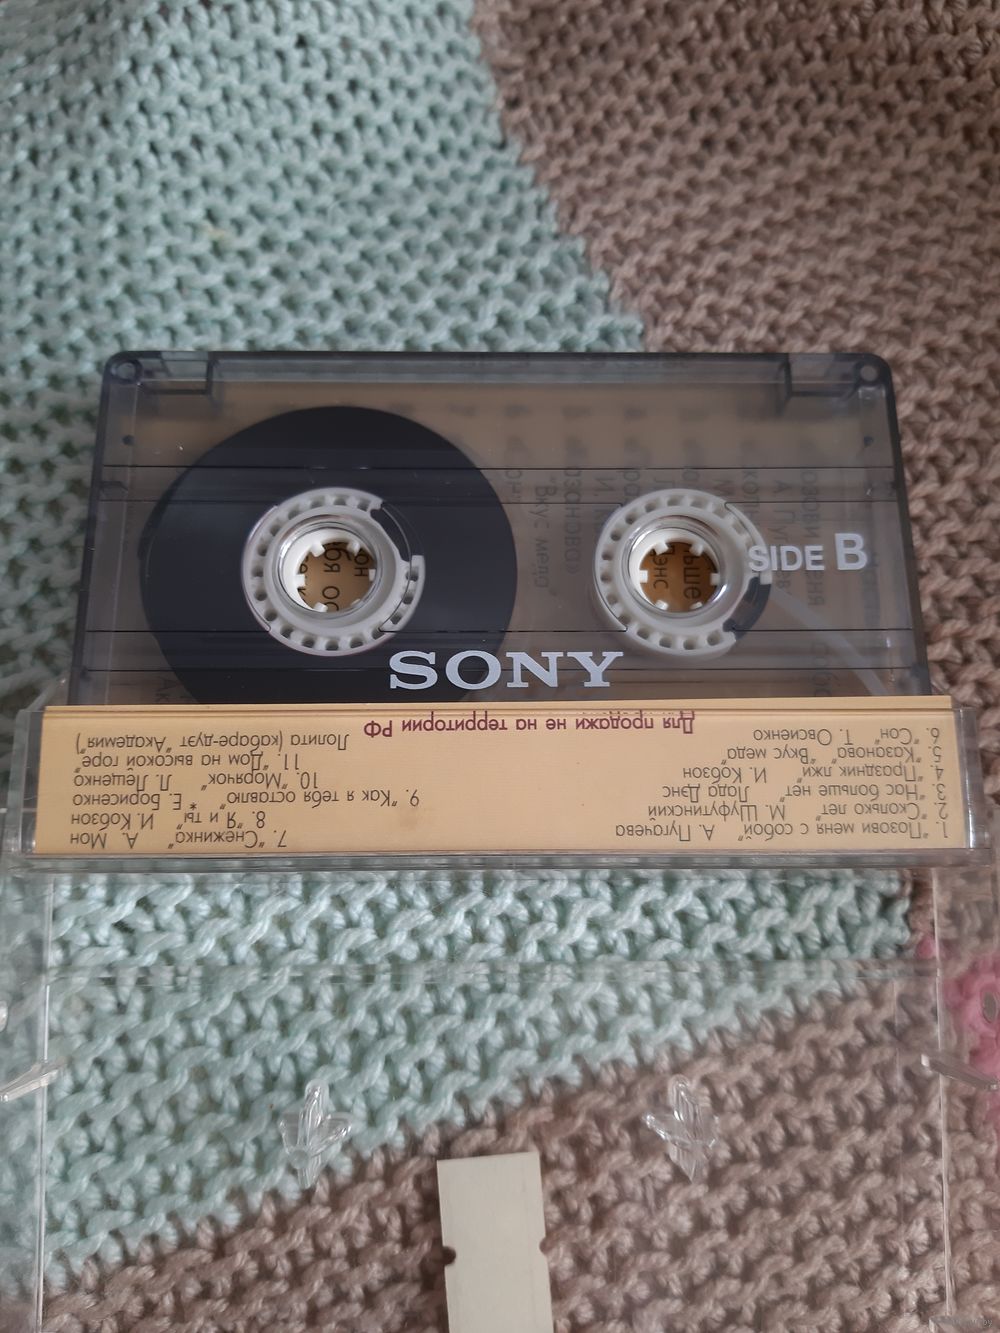 SIDE B
SONY
1. "Позови меня с собой" А. Пугачева
2. "Сколько лет" М. Шуфутинский
3. "Нас больше нет" Лада Дэнс
4. "Праздник лжи" И. Кобзон
5. "Казанова" "Вкус меда"
6. "Сон" Т. Овсиенко
7. "Снежинка" А. Мон
8. "Я и ты" И. Кобзон
9. "Как я тебя оставлю" Е. Борисенко
10. "Морячок" Л. Лещенко
11. "Дом на высокой горе"
Лолита (кабаре-дуэт "Академия")
Для продажи не на территории РФ